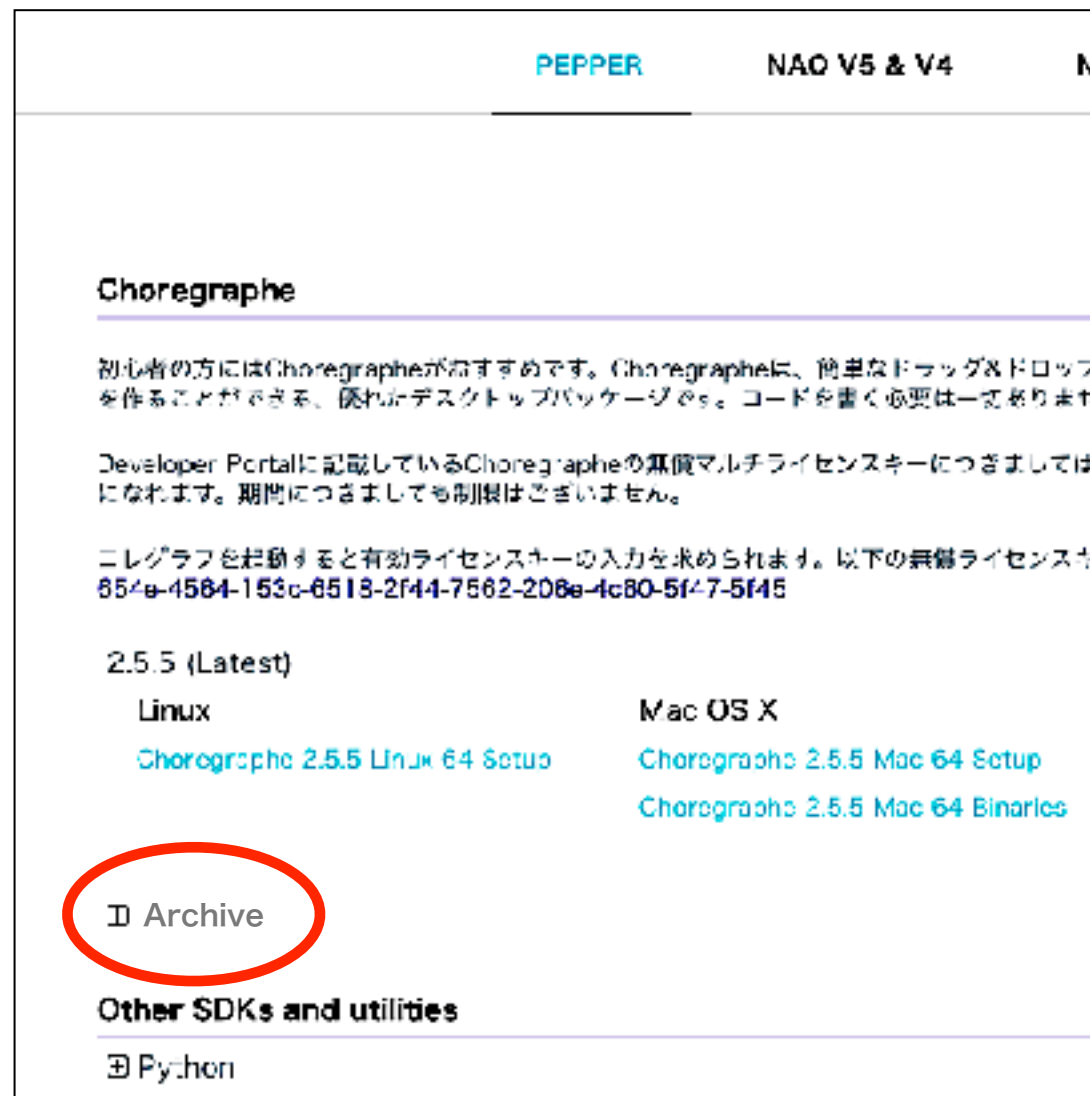 PEPPER NAO V5 & V4
Choregraphe
初心者の方にはChoregrapheがおすすめです。Choregrapheは、簡単なドラッグ&ドロップ
を作ることができる、優れたデスクトップパッケージです。コードを書く必要は一切ありませ
Developer Portalに記載しているChoregrapheの無償マルチライセンスキーにつきましては
になれます。期間につきましても制限はございません。
コレグラフを起動すると有効ライセンスキーの入力を求められます。以下の無償ライセンスキ
654e-4564-153c-6518-2f44-7562-206e-4c60-5f47-5f45
2.5.5 (Latest)
Linux Mac OS X
Choregraphe 2.5.5 Linux 64 Setup Choregraphe 2.5.5 Mac 64 Setup
Choregraphe 2.5.5 Mac 64 Binaries
Archive
Other SDKs and utilities
Python